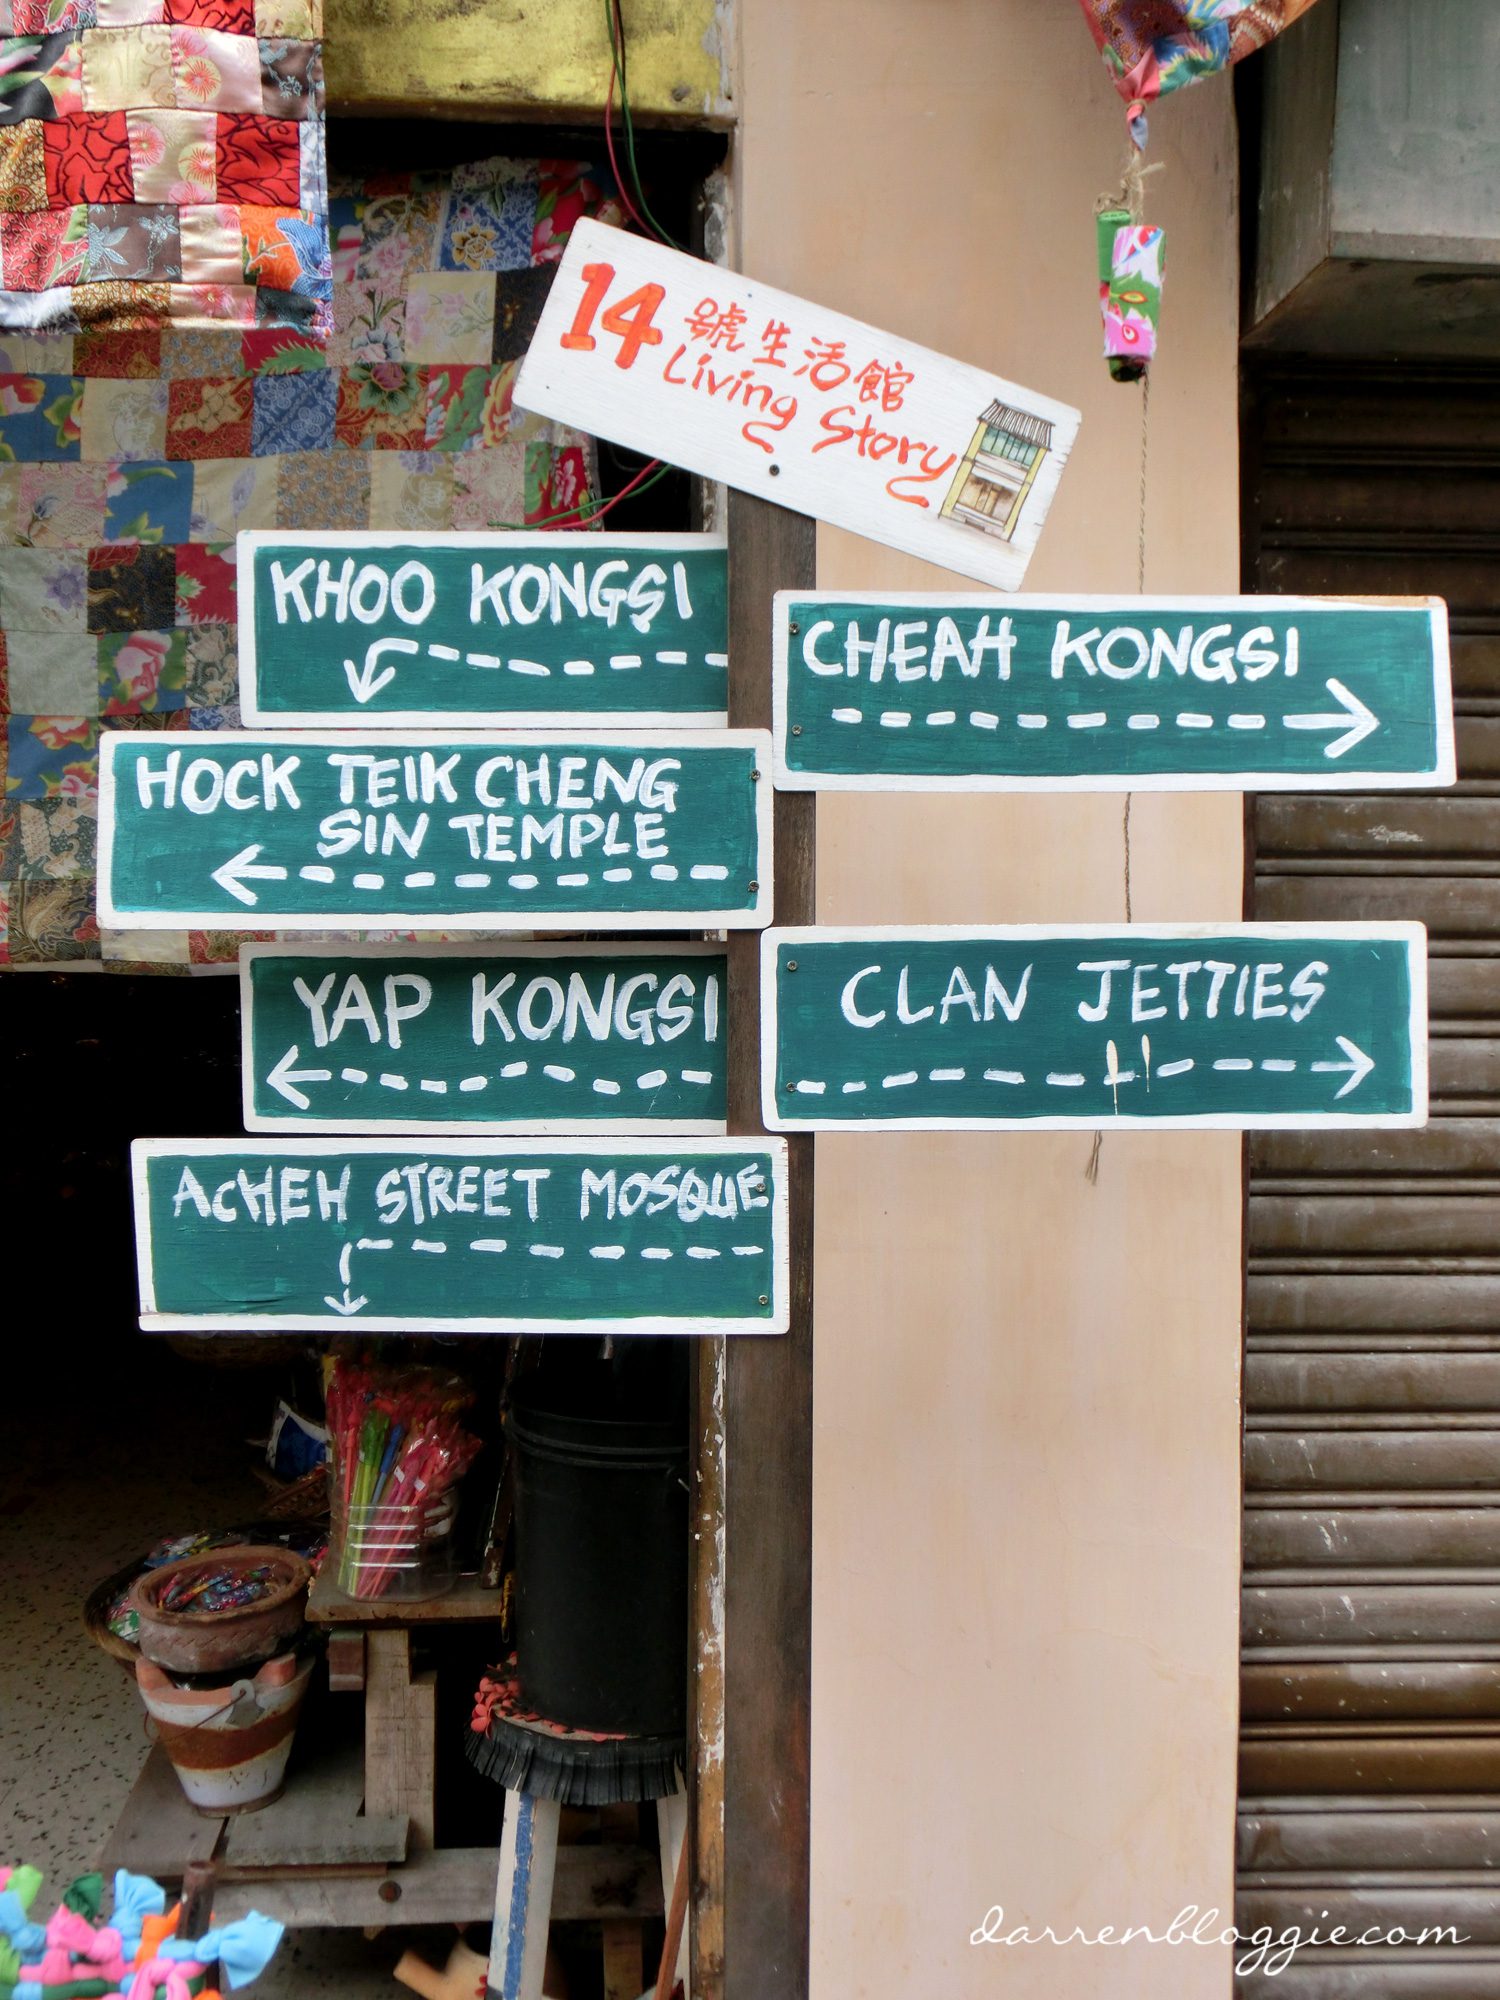 14 號生活館
Living Story
KHOO KONGSI
CHEAH KONGSI
HOCK TEIK CHENG
SIN TEMPLE
YAP KONGSI
CLAN JETTIES
ACHEH STREET MOSQUE
darrenbloggie.com